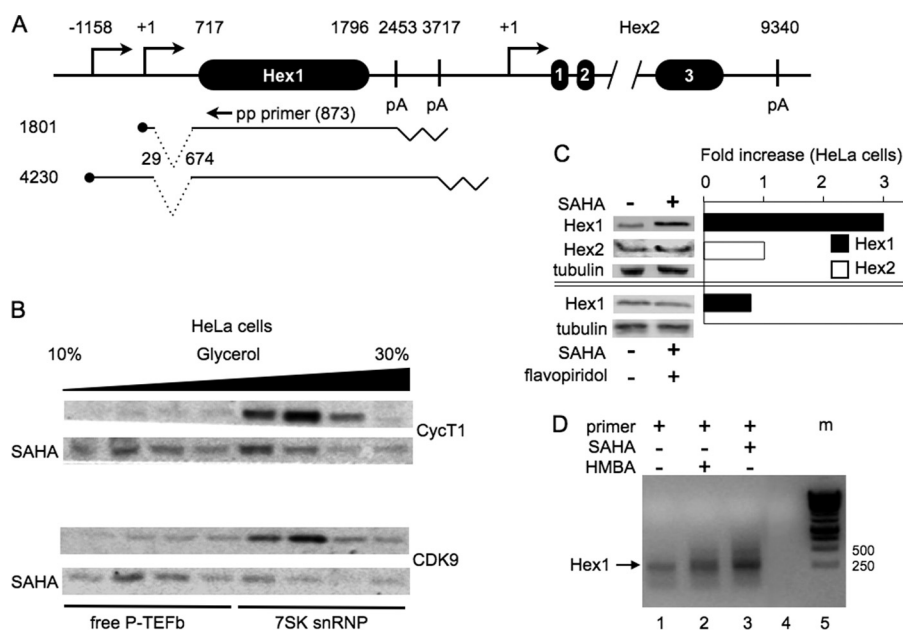 A
-1158 +1 717 1796 2453 3717 +1 Hex2 9340
Hex1 1 2 3
pA pA pA
pp primer (873)
1801
29 674
4230
B
HeLa cells
10% Glycerol 30%
CycT1
SAHA
CDK9
SAHA
free P-TEFb 7SK snRNP
C
Fold increase (HeLa cells)
SAHA - + 0 1 2 3
Hex1
Hex2
tubulin
Hex1
Hex2
Hex1
tubulin
SAHA - +
flavopiridol - +
D
primer + + + m
SAHA - - +
HMBA - + -
Hex1
500
250
1 2 3 4 5